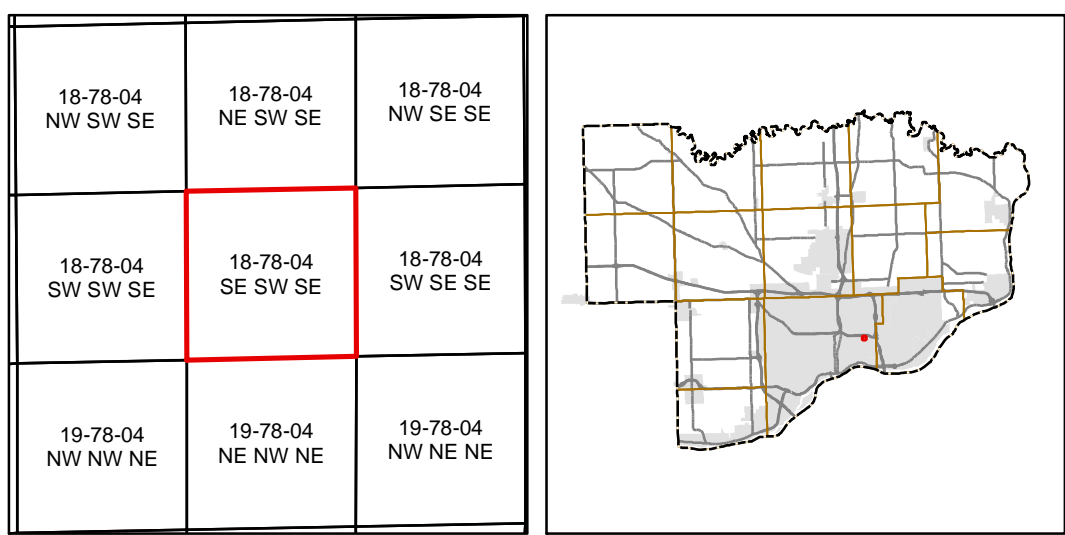 18-78-04
NW SW SE
18-78-04
NE SW SE
18-78-04
NW SE SE
18-78-04
SW SW SE
18-78-04
SE SW SE
18-78-04
SW SE SE
19-78-04
NW NW NE
19-78-04
NE NW NE
19-78-04
NW NE NE